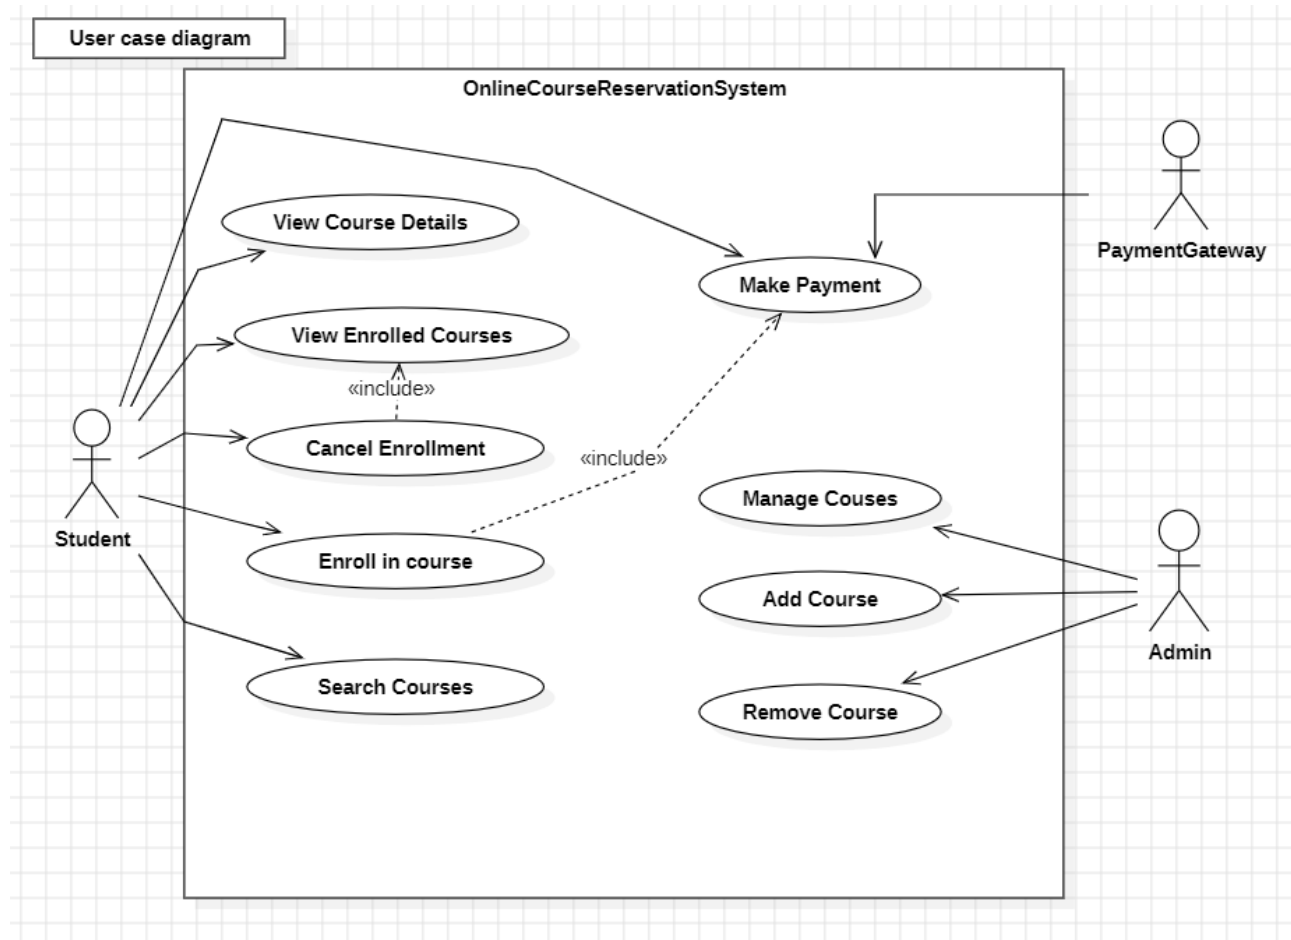 User case diagram
OnlineCourseReservationSystem
View Course Details
PaymentGateway
Make Payment
View Enrolled Courses
«include»
Cancel Enrollment
«include»
Manage Couses
Student
Enroll in course
Add Course
Admin
Search Courses
Remove Course